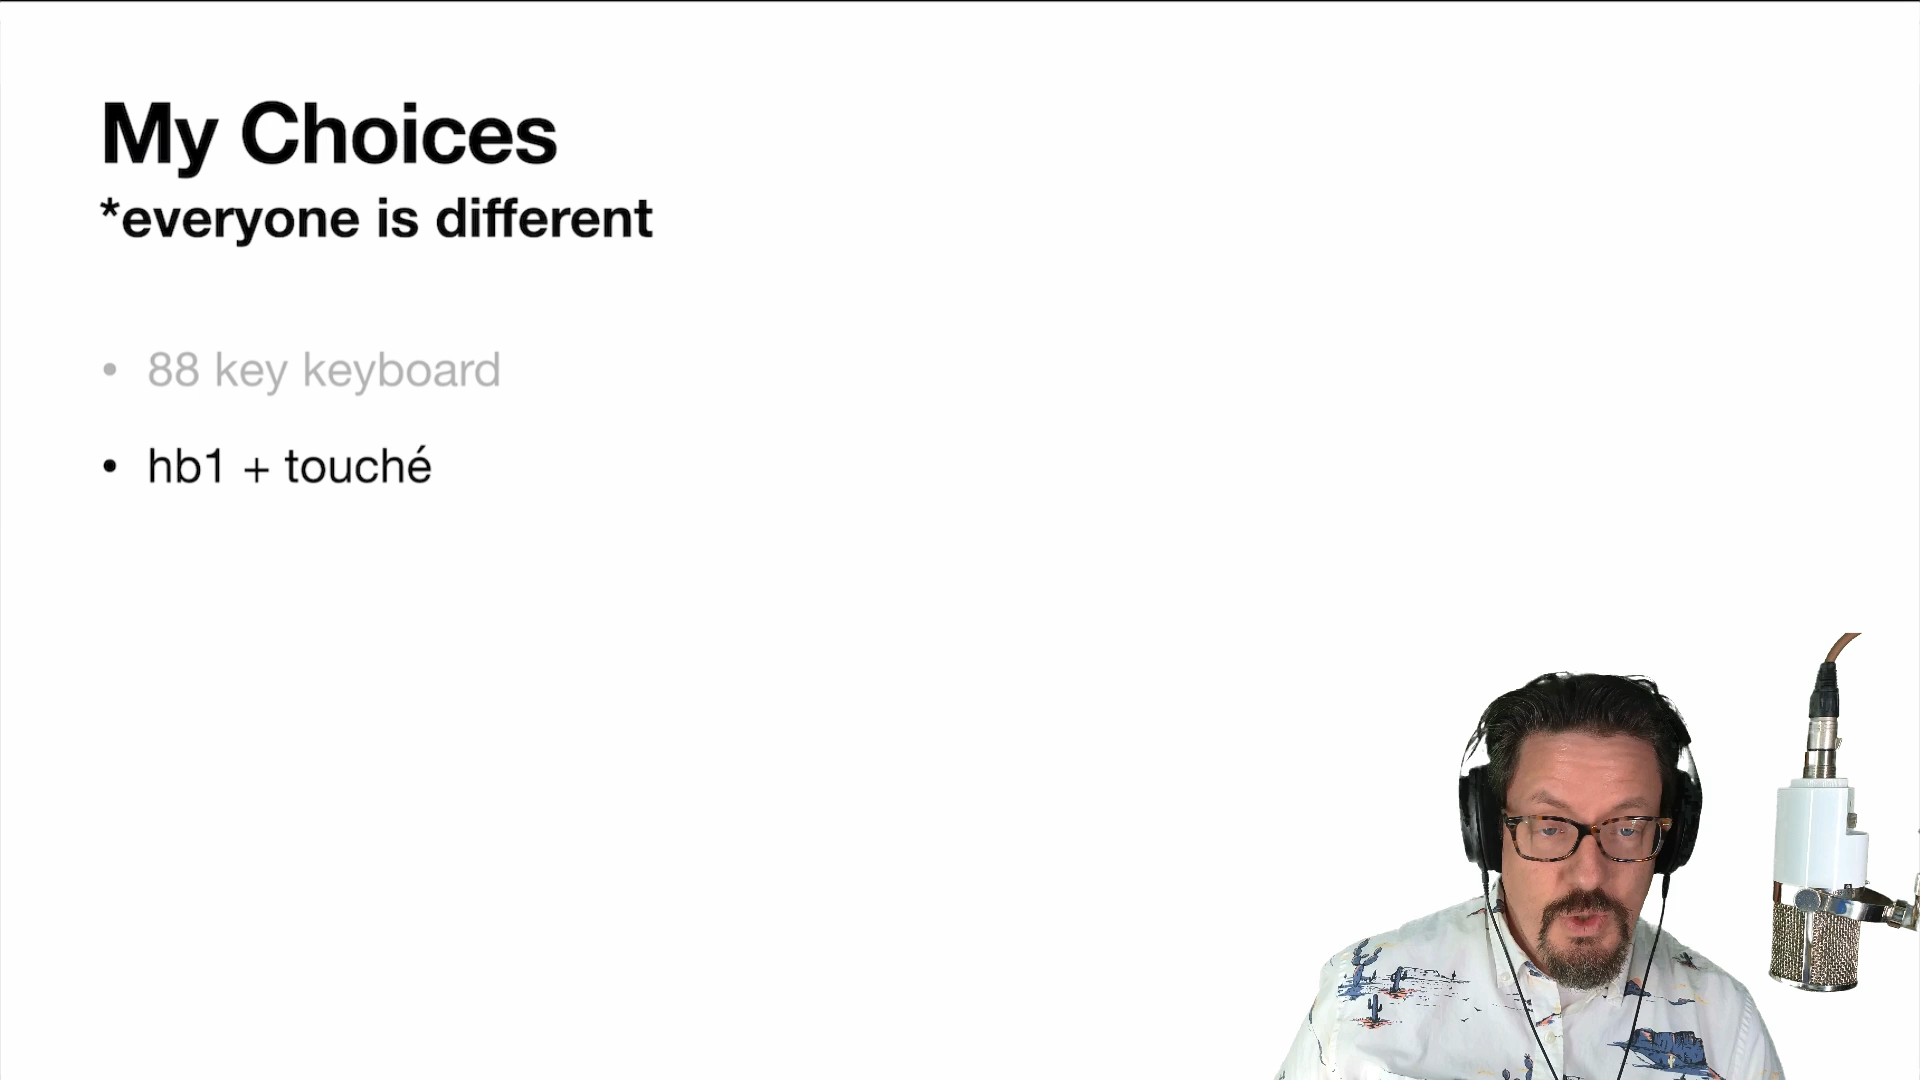 My Choices
*everyone is different
• 88 key keyboard
• hb1 + touché